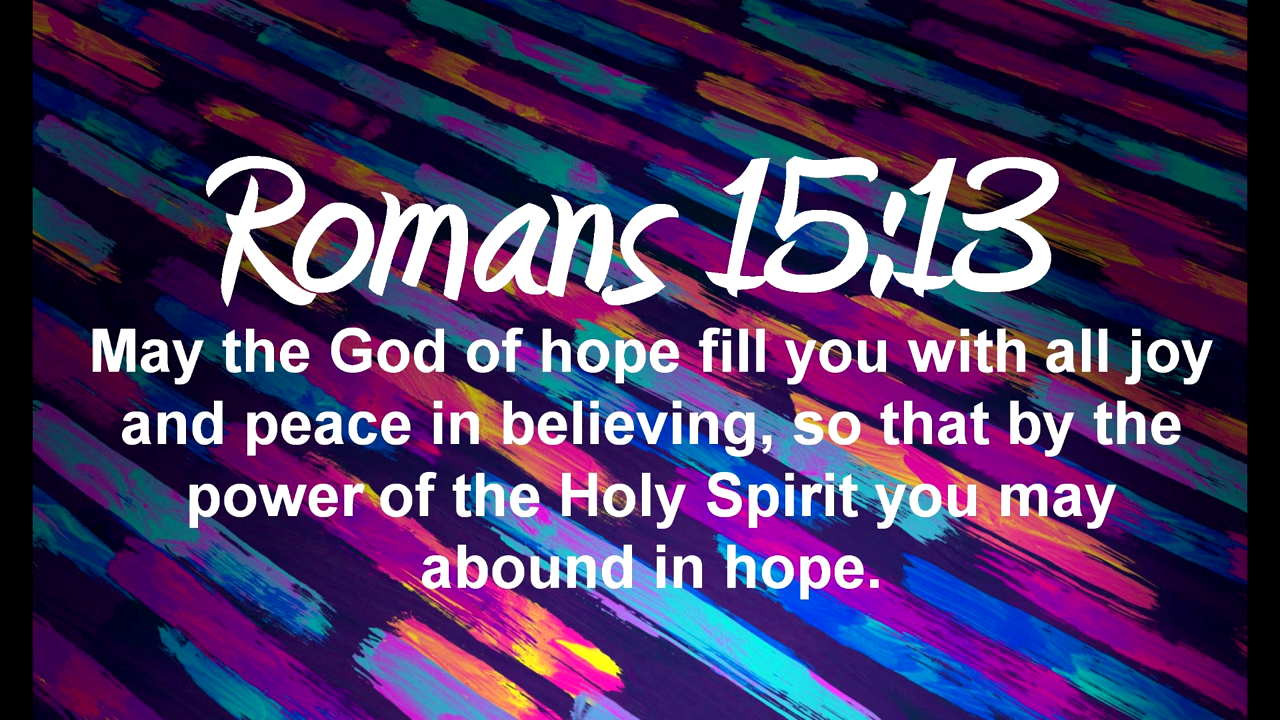 Romans 15:13
May the God of hope fill you with all joy
and peace in believing, so that by the
power of the Holy Spirit you may
abound in hope.